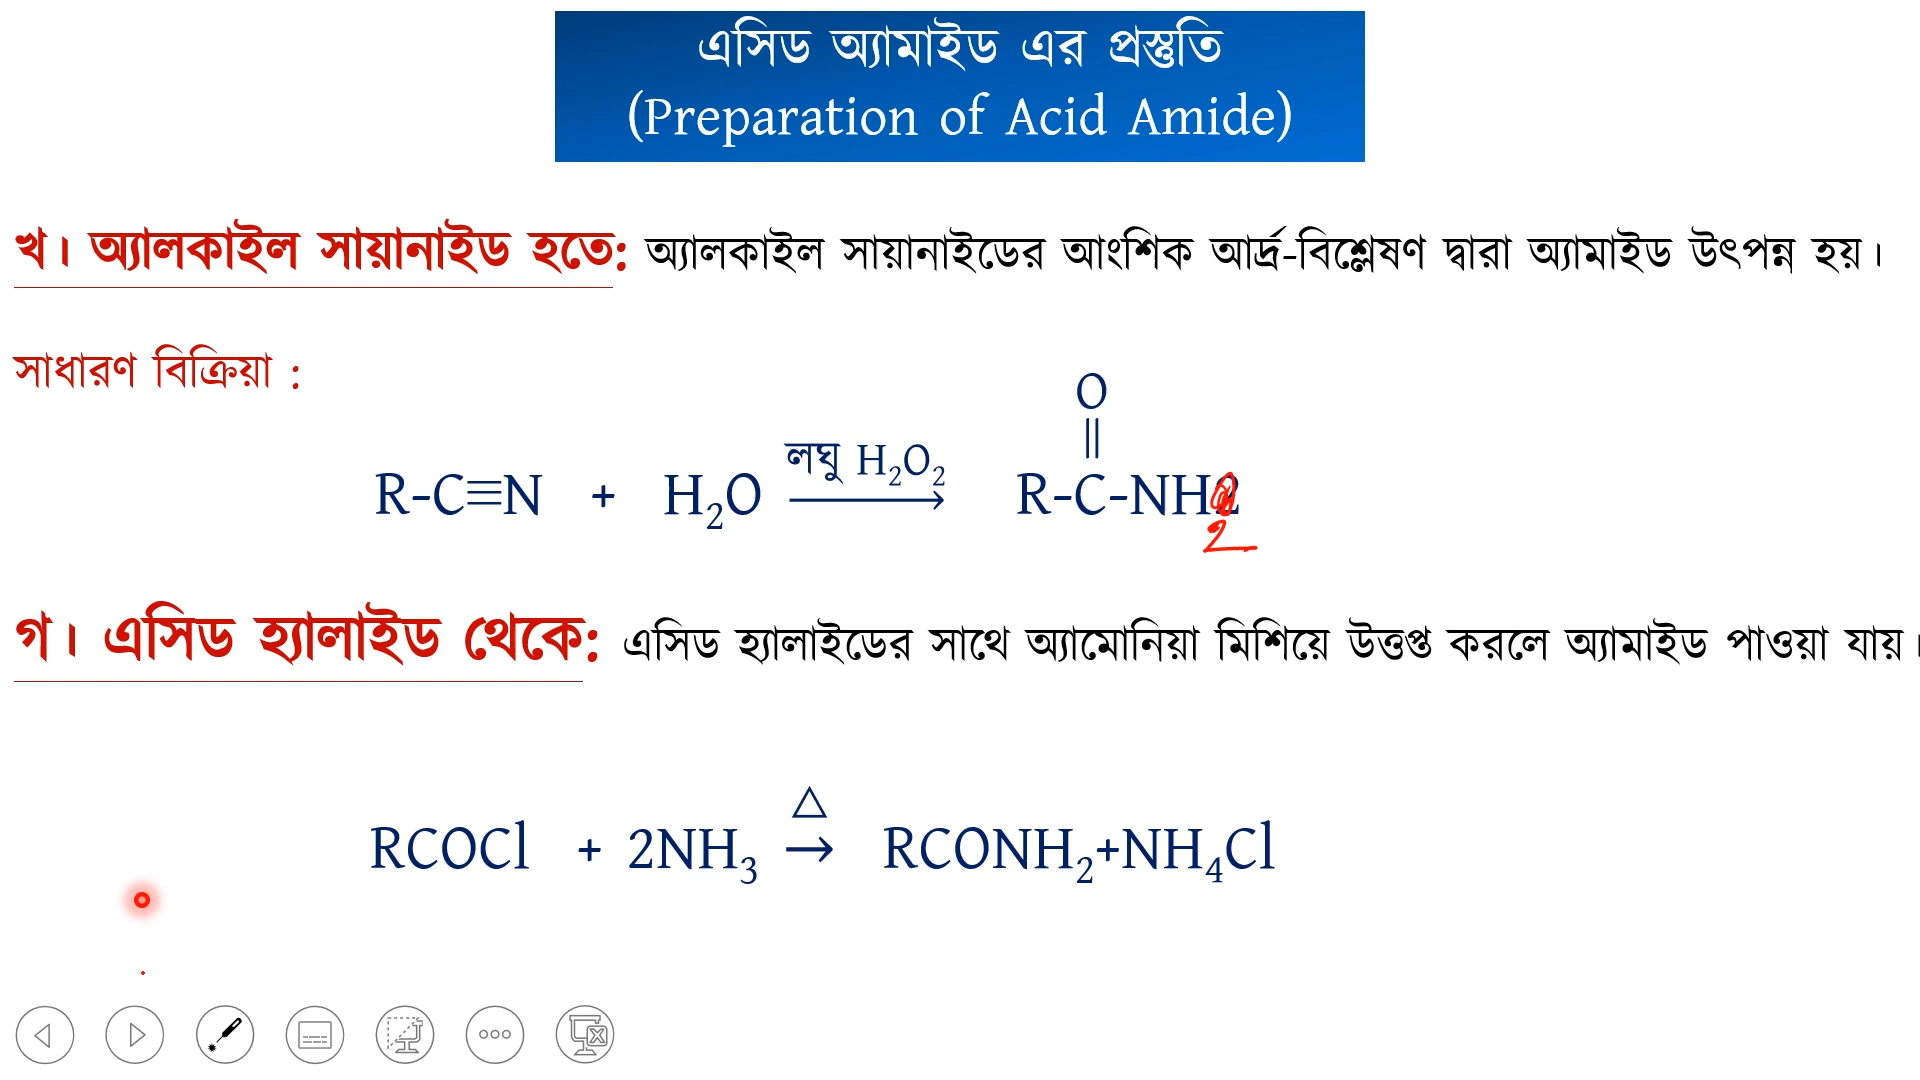 এসিড অ্যামাইড এর প্রস্তুতি
(Preparation of Acid Amide)
খ। অ্যালকাইল সায়ানাইড হতে: অ্যালকাইল সায়ানাইডের আংশিক আর্দ্র-বিশ্লেষণ দ্বারা অ্যামাইড উৎপন্ন হয়।
সাধারণ বিক্রিয়া :
O
||
লঘু H₂O₂
R-C≡N + H₂O ⟶ R-C-NH2
2
গ। এসিড হ্যালাইড থেকে: এসিড হ্যালাইডের সাথে অ্যামোনিয়া মিশিয়ে উত্তপ্ত করলে অ্যামাইড পাওয়া যায়।
△
RCOCl + 2NH₃ → RCONH₂+NH₄Cl